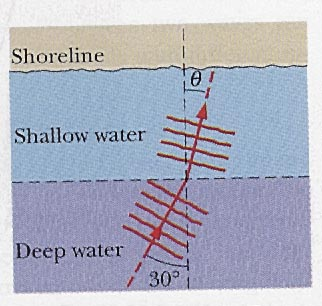 Shoreline
θ
Shallow water
Deep water
30°